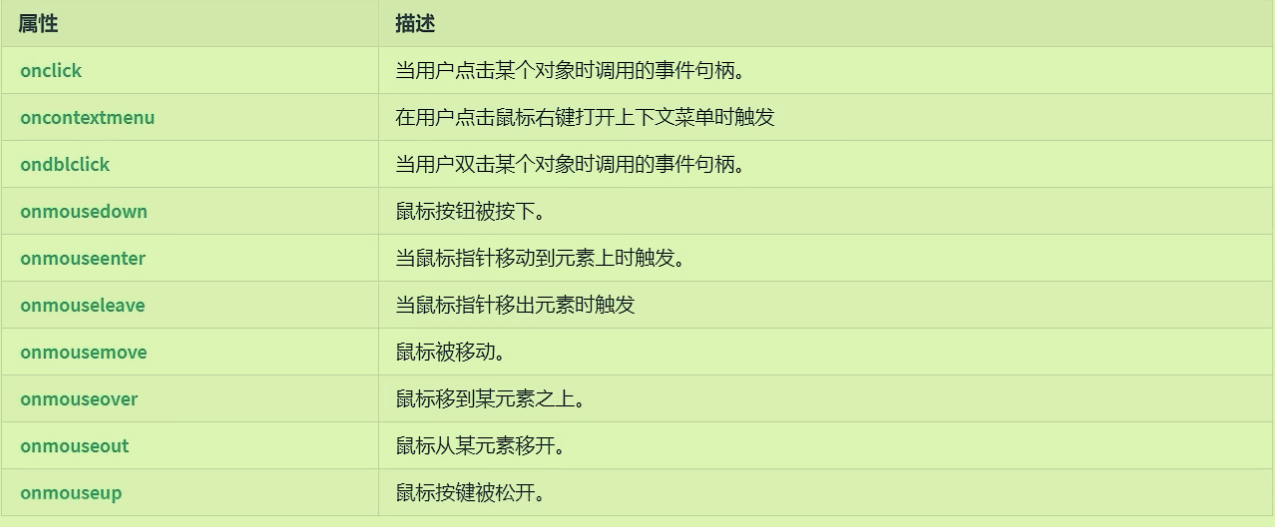 属性 描述
onclick 当用户点击某个对象时调用的事件句柄。
oncontextmenu 在用户点击鼠标右键打开上下文菜单时触发
ondblclick 当用户双击某个对象时调用的事件句柄。
onmousedown 鼠标按钮被按下。
onmouseenter 当鼠标指针移动到元素上时触发。
onmouseleave 当鼠标指针移出元素时触发
onmousemove 鼠标被移动。
onmouseover 鼠标移到某元素之上。
onmouseout 鼠标从某元素移开。
onmouseup 鼠标按键被松开。